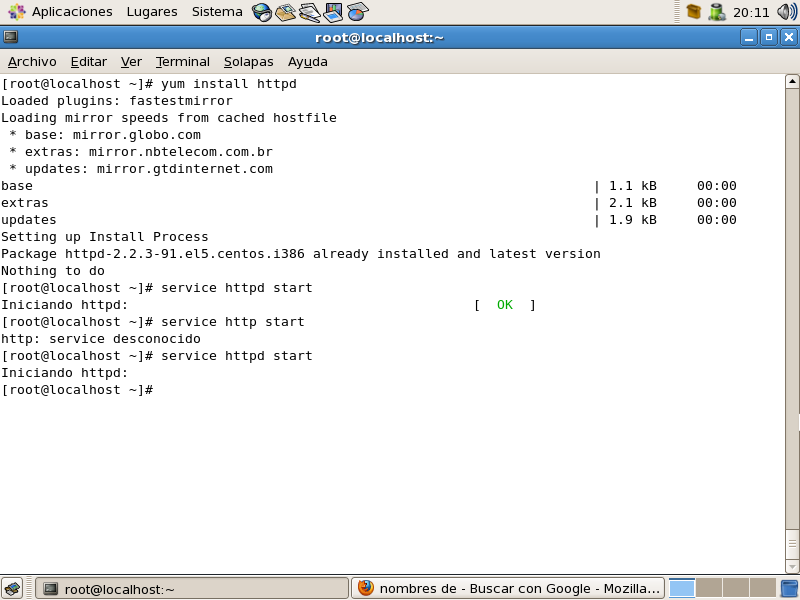 Aplicaciones Lugares Sistema 20:11
root@localhost:~
Archivo Editar Ver Terminal Solapas Ayuda
[root@localhost ~]# yum install httpd
Loaded plugins: fastestmirror
Loading mirror speeds from cached hostfile
 * base: mirror.globo.com
 * extras: mirror.nbtelecom.com.br
 * updates: mirror.gtdinternet.com
base | 1.1 kB 00:00
extras | 2.1 kB 00:00
updates | 1.9 kB 00:00
Setting up Install Process
Package httpd-2.2.3-91.el5.centos.i386 already installed and latest version
Nothing to do
[root@localhost ~]# service httpd start
Iniciando httpd: [ OK ]
[root@localhost ~]# service http start
http: service desconocido
[root@localhost ~]# service httpd start
Iniciando httpd:
[root@localhost ~]#
root@localhost:~ nombres de - Buscar con Google - Mozilla...